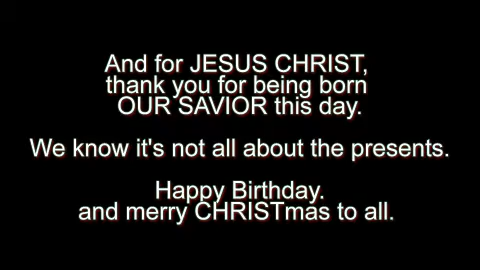 And for JESUS CHRIST,
thank you for being born
OUR SAVIOR this day.
We know it's not all about the presents.
Happy Birthday.
and merry CHRISTmas to all.